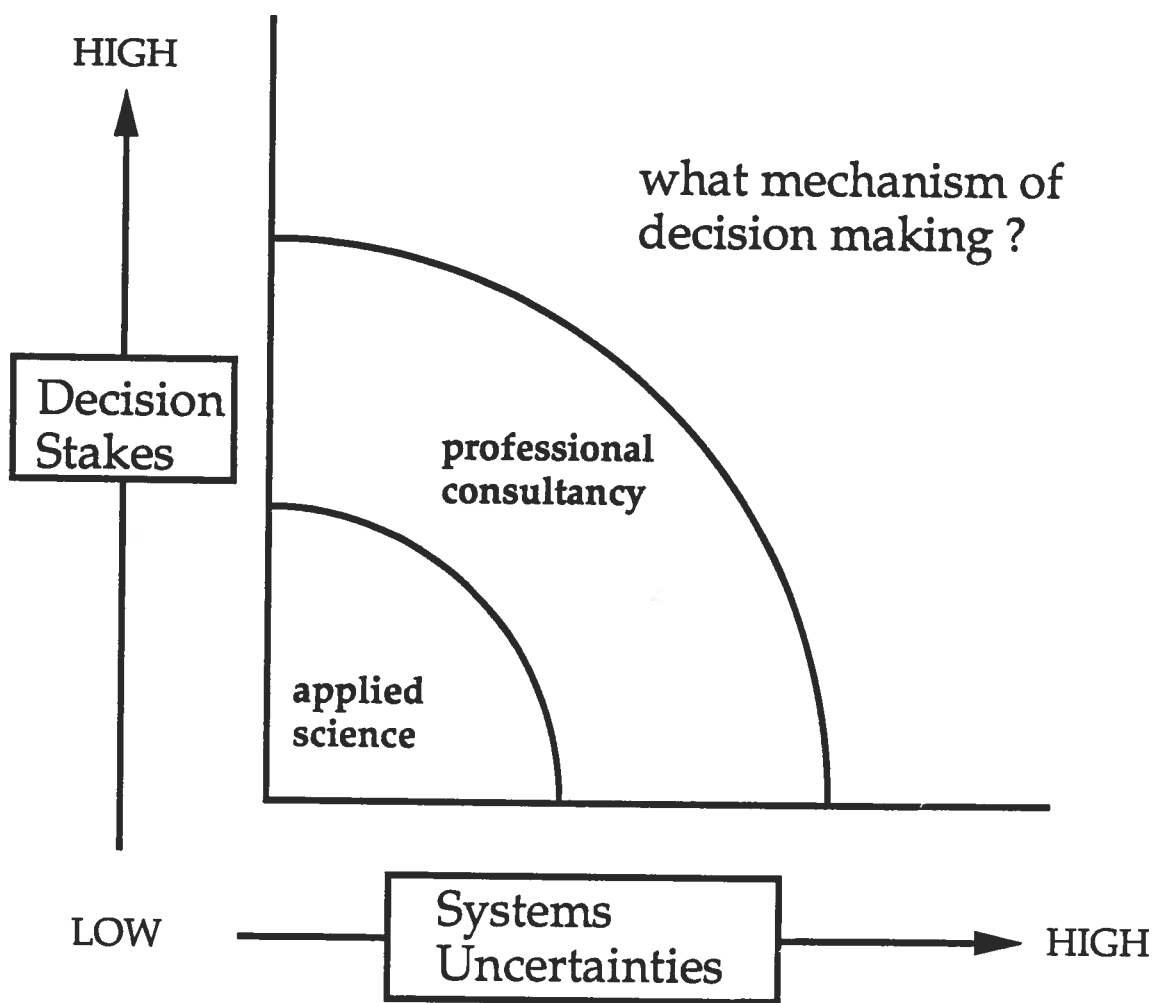 HIGH
what mechanism of
decision making ?
Decision
Stakes
professional
consultancy
applied
science
LOW
Systems
Uncertainties
HIGH